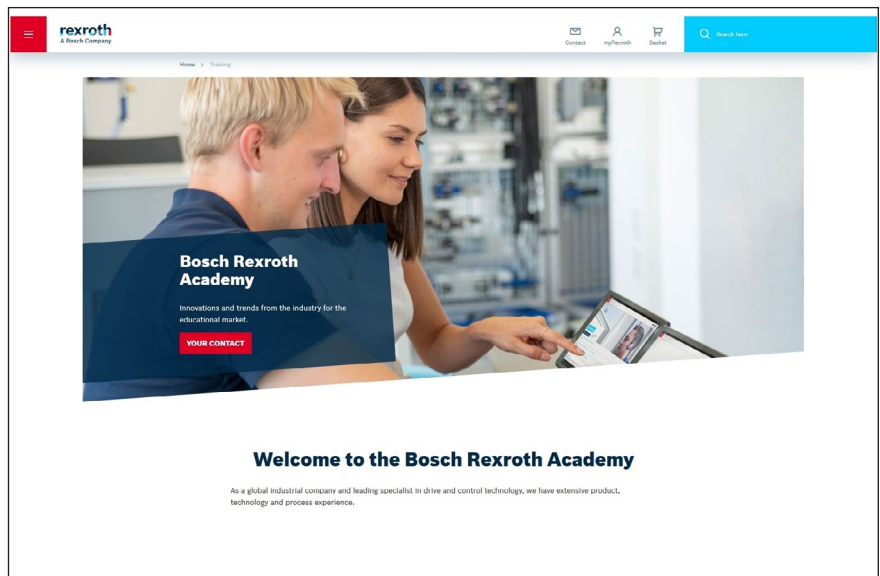 rexroth
A Bosch Company
Contact
myRexroth
Basket
Search here
Home > Training
Bosch Rexroth
Academy
Innovations and trends from the industry for the
educational market.
YOUR CONTACT
Welcome to the Bosch Rexroth Academy
As a global industrial company and leading specialist in drive and control technology, we have extensive product,
technology and process experience.